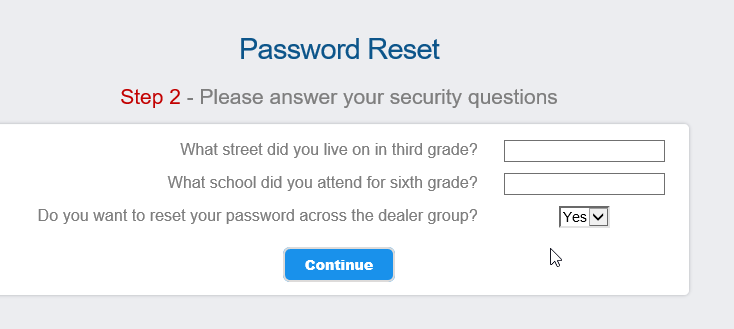 Password Reset
Step 2 - Please answer your security questions
What street did you live on in third grade?
What school did you attend for sixth grade?
Do you want to reset your password across the dealer group? Yes
Continue